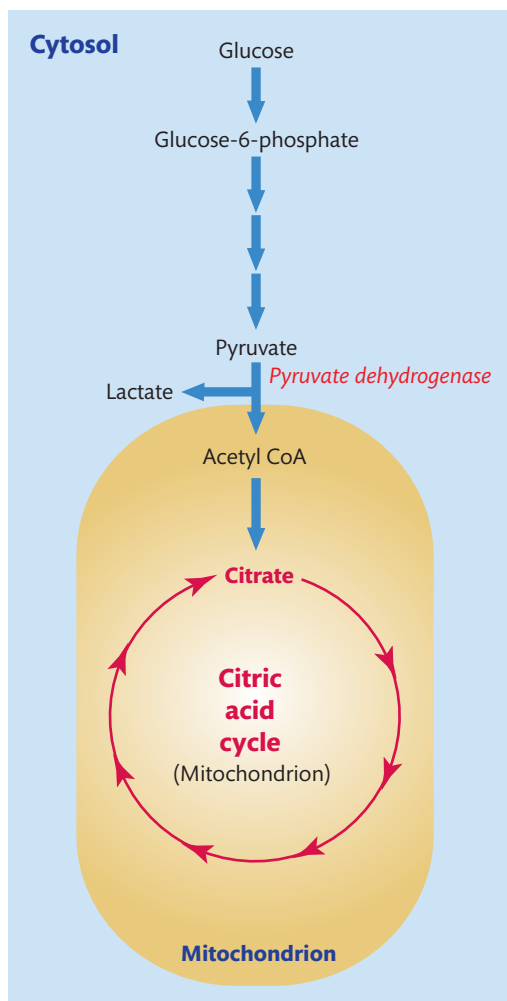 Cytosol
Glucose
Glucose-6-phosphate
Pyruvate
Pyruvate dehydrogenase
Lactate
Acetyl CoA
Citrate
Citric
acid
cycle
(Mitochondrion)
Mitochondrion